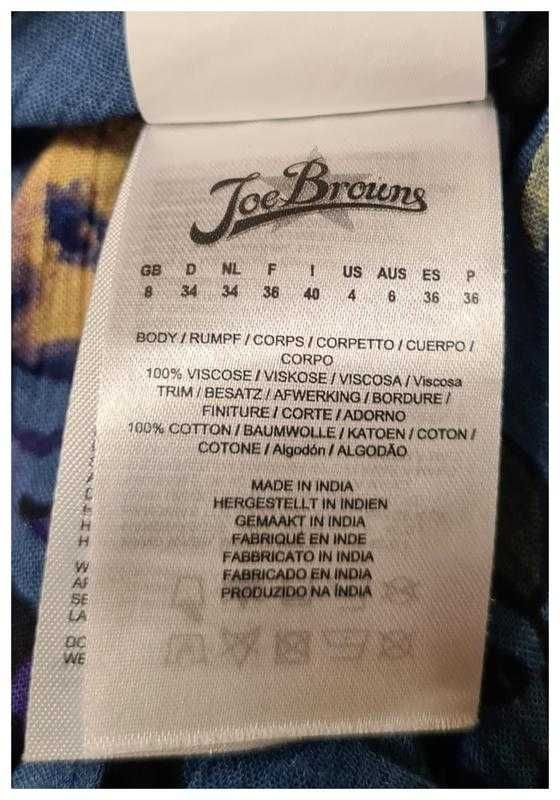 Joe Browns
GB D NL F I US AUS ES P
8 34 34 36 40 4 6 36 36
BODY / RUMPF / CORPS / CORPETTO / CUERPO /
CORPO
100% VISCOSE / VISKOSE / VISCOSA / Viscosa
TRIM / BESATZ / AFWERKING / BORDURE /
FINITURE / CORTE / ADORNO
100% COTTON / BAUMWOLLE / KATOEN / COTON /
COTONE / Algodón / ALGODÃO
MADE IN INDIA
HERGESTELLT IN INDIEN
GEMAAKT IN INDIA
FABRIQUÉ EN INDE
FABBRICATO IN INDIA
FABRICADO EN INDIA
PRODUZIDO NA ÍNDIA